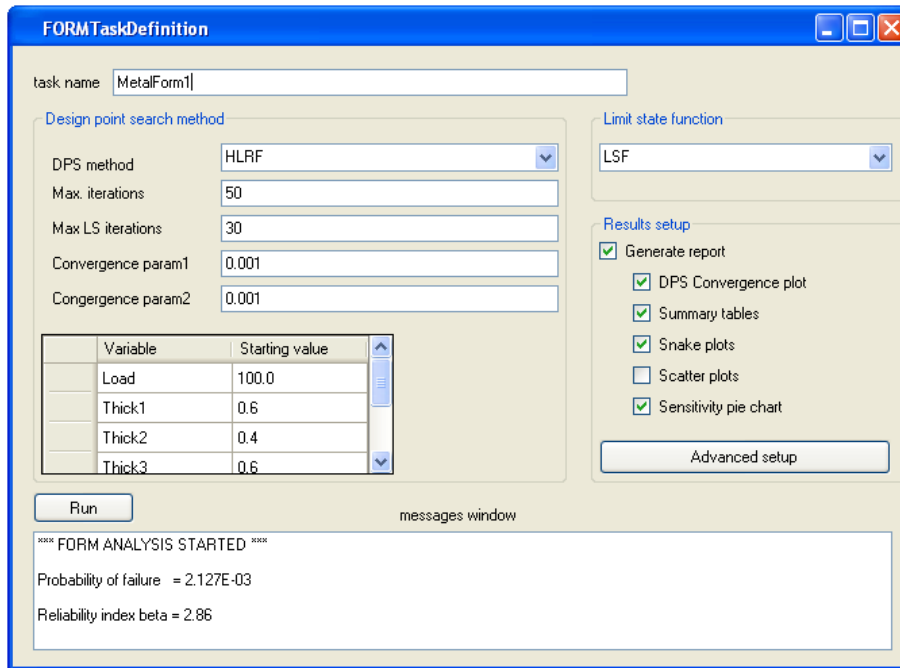 FORMTaskDefinition
task name MetalForm1
Design point search method
DPS method HLRF
Max. iterations 50
Max LS iterations 30
Convergence param1 0.001
Congergence param2 0.001
Variable Starting value
Load 100.0
Thick1 0.6
Thick2 0.4
Thick3 0.6
Limit state function
LSF
Results setup
Generate report
DPS Convergence plot
Summary tables
Snake plots
Scatter plots
Sensitivity pie chart
Advanced setup
Run
messages window
*** FORM ANALYSIS STARTED ***
Probability of failure = 2.127E-03
Reliability index beta = 2.86